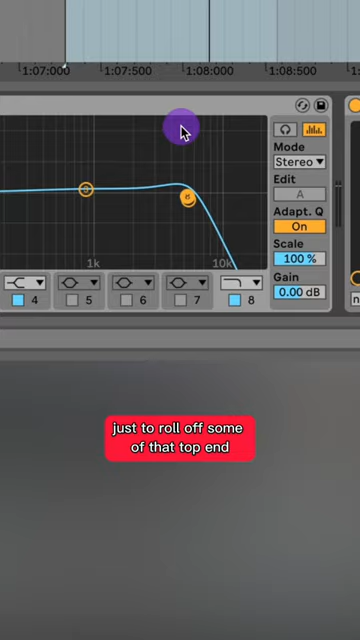 1:07:000 1:07:500 1:08:000 1:08:500
Mode
Stereo
Edit
A
Adapt. Q
On
Scale
100 %
Gain
0.00 dB
1k 10k
4 5 6 7 8
just to roll off some
of that top end